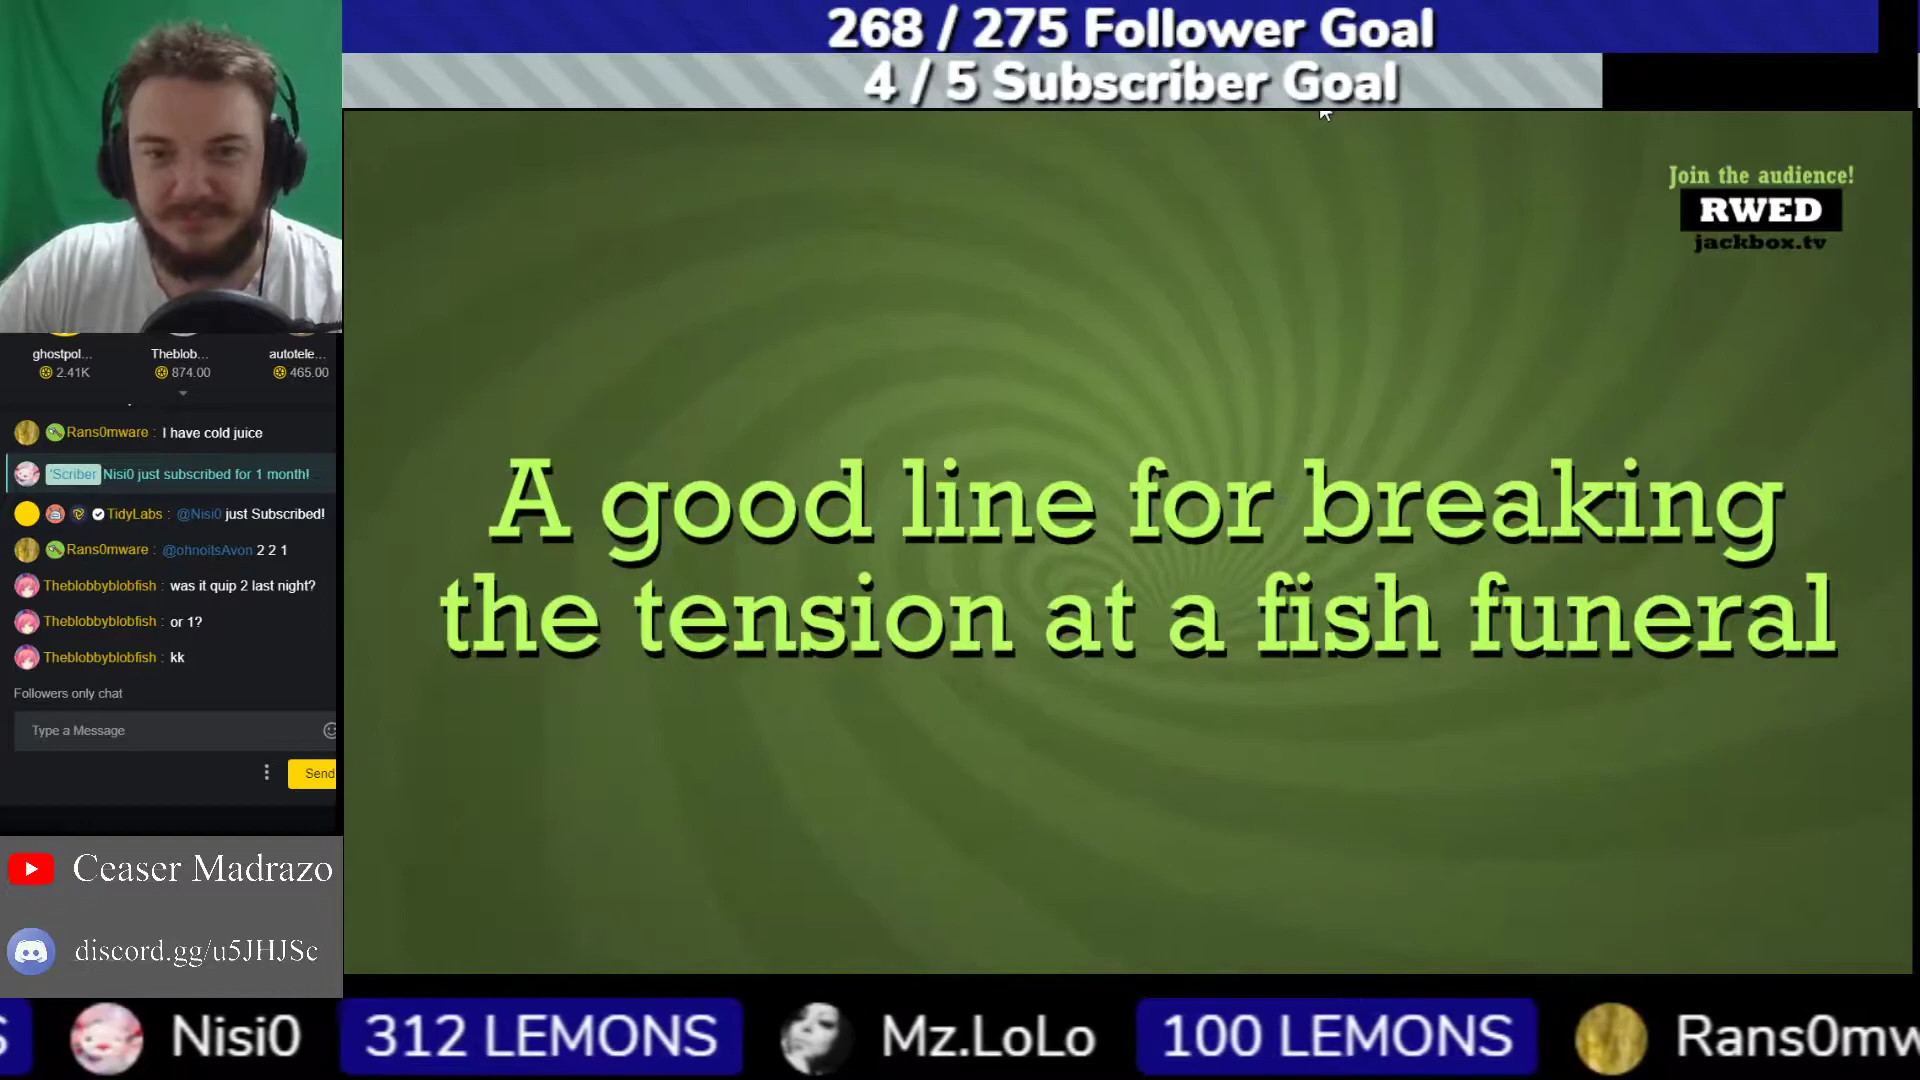 268 / 275 Follower Goal
4 / 5 Subscriber Goal
Join the audience!
RWED
jackbox.tv
A good line for breaking
the tension at a fish funeral
ghostpol... Theblob... autotele...
2.41K 874.00 465.00
Rans0mware : I have cold juice
'Scriber Nisi0 just subscribed for 1 month!
TidyLabs : @Nisi0 just Subscribed!
Rans0mware : @ohnoitsAvon 2 2 1
Theblobbyblobfish : was it quip 2 last night?
Theblobbyblobfish : or 1?
Theblobbyblobfish : kk
Followers only chat
Type a Message
Send
Ceaser Madrazo
discord.gg/u5JHJSc
S Nisi0 312 LEMONS Mz.LoLo 100 LEMONS Rans0mw